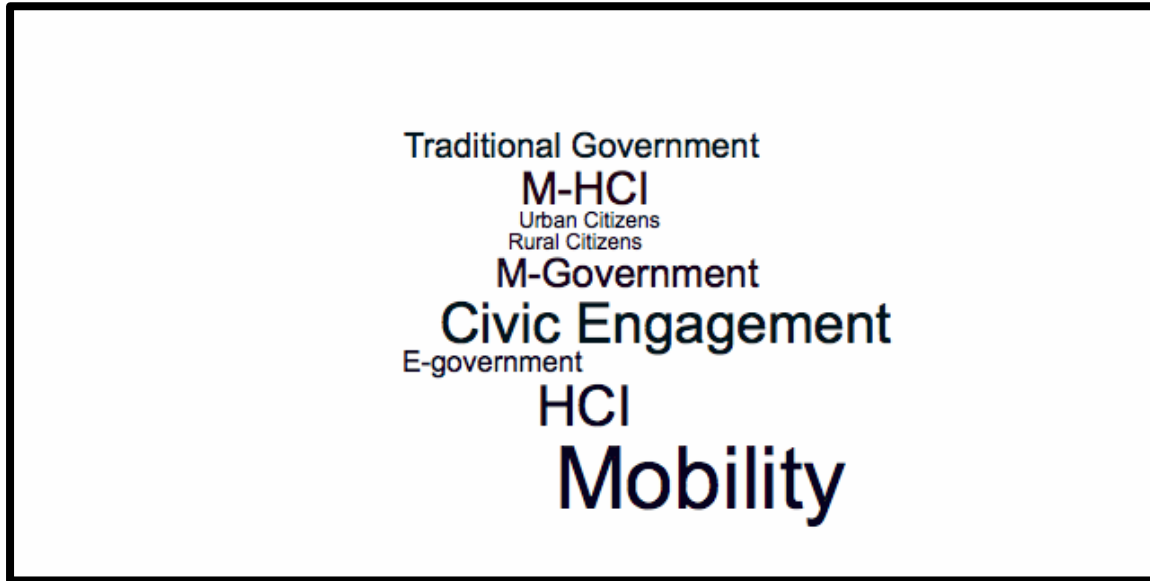 Traditional Government
M-HCI
Urban Citizens
Rural Citizens
M-Government
Civic Engagement
E-government
HCI
Mobility